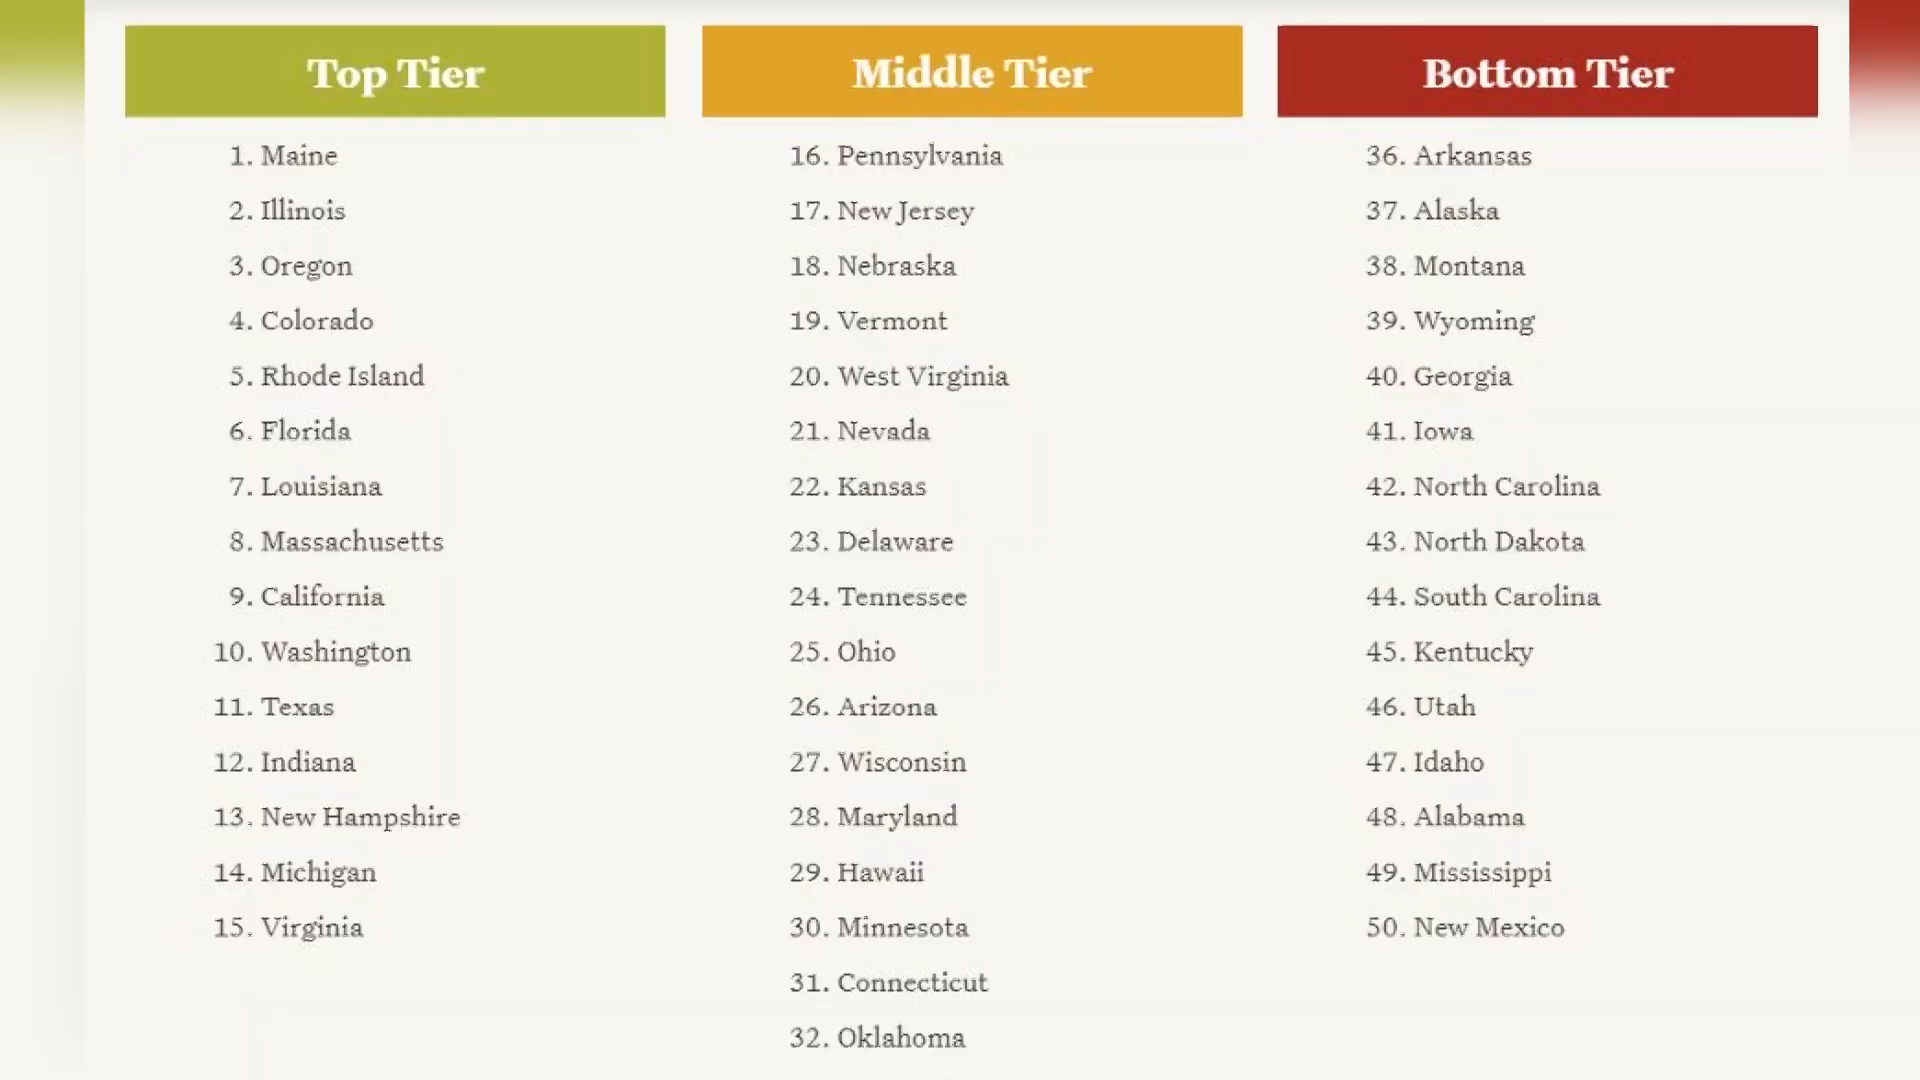 Top Tier
1. Maine
2. Illinois
3. Oregon
4. Colorado
5. Rhode Island
6. Florida
7. Louisiana
8. Massachusetts
9. California
10. Washington
11. Texas
12. Indiana
13. New Hampshire
14. Michigan
15. Virginia
Middle Tier
16. Pennsylvania
17. New Jersey
18. Nebraska
19. Vermont
20. West Virginia
21. Nevada
22. Kansas
23. Delaware
24. Tennessee
25. Ohio
26. Arizona
27. Wisconsin
28. Maryland
29. Hawaii
30. Minnesota
31. Connecticut
32. Oklahoma
Bottom Tier
36. Arkansas
37. Alaska
38. Montana
39. Wyoming
40. Georgia
41. Iowa
42. North Carolina
43. North Dakota
44. South Carolina
45. Kentucky
46. Utah
47. Idaho
48. Alabama
49. Mississippi
50. New Mexico